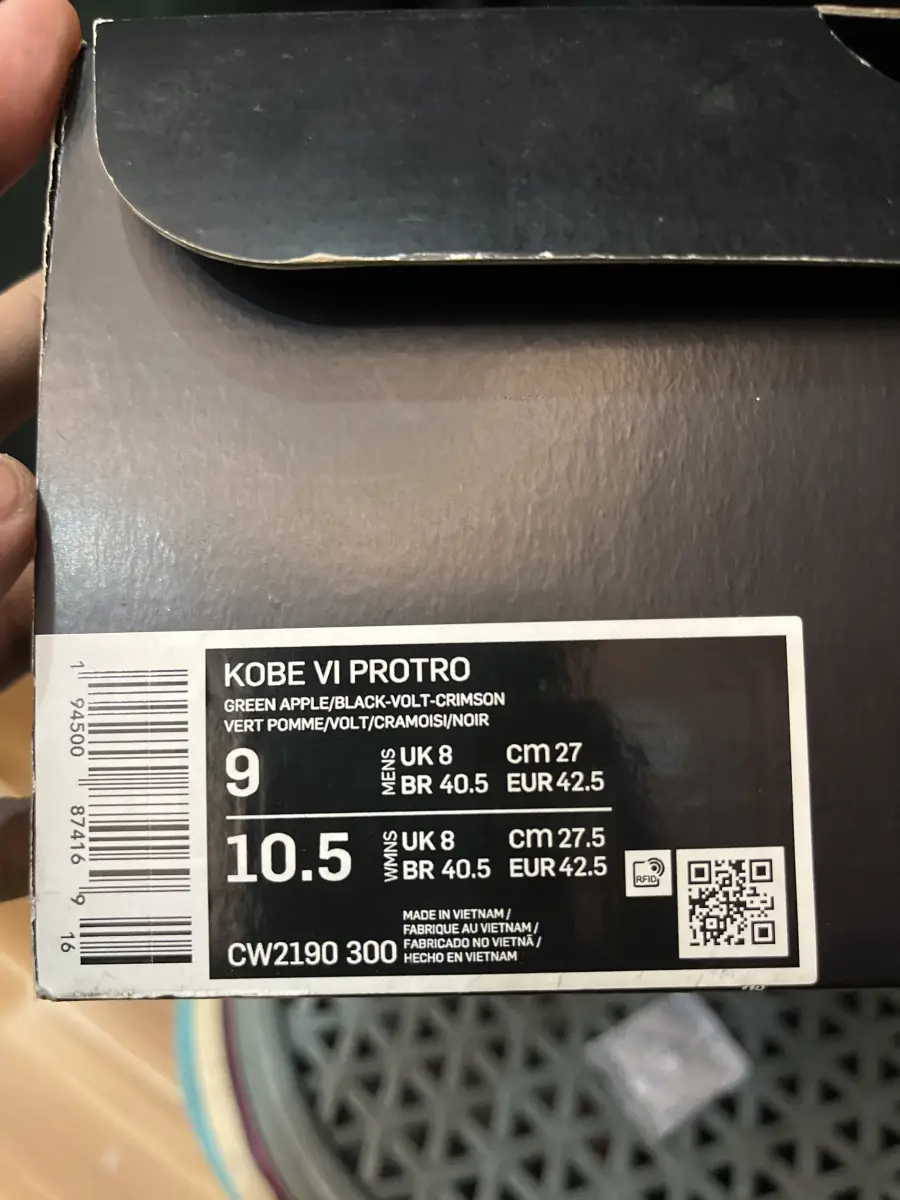 KOBE VI PROTRO
GREEN APPLE/BLACK-VOLT-CRIMSON
VERT POMME/VOLT/CRAMOISI/NOIR
9 MENS UK 8 cm 27
BR 40.5 EUR 42.5
10.5 WMNS UK 8 cm 27.5
BR 40.5 EUR 42.5
RFID
MADE IN VIETNAM /
FABRIQUE AU VIETNAM /
FABRICADO NO VIETNÃ /
HECHO EN VIETNAM
CW2190 300
1 94500 87416 9 16